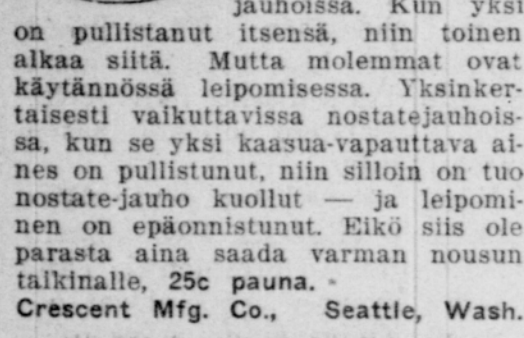 jauhoissa. Kun yksi
on pullistanut itsensä, niin toinen
alkaa siitä. Mutta molemmat ovat
käytännössä leipomisessa. Yksinker-
taisesti vaikuttavissa nostatejauhois-
sa, kun se yksi kaasua-vapauttava ai-
nes on pullistunut, niin silloin on tuo
nostate-jauho kuollut — ja leipomi-
nen on epäonnistunut. Eikö siis ole
parasta aina saada varman nousun
taikinalle, 25c pauna.
Crescent Mfg. Co., Seattle, Wash.